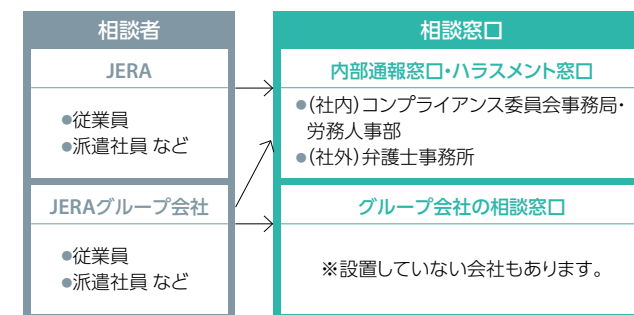 相談者
JERA
●従業員
●派遣社員 など
JERAグループ会社
●従業員
●派遣社員 など
相談窓口
内部通報窓口・ハラスメント窓口
●(社内)コンプライアンス委員会事務局・
労務人事部
●(社外)弁護士事務所
グループ会社の相談窓口
※設置していない会社もあります。